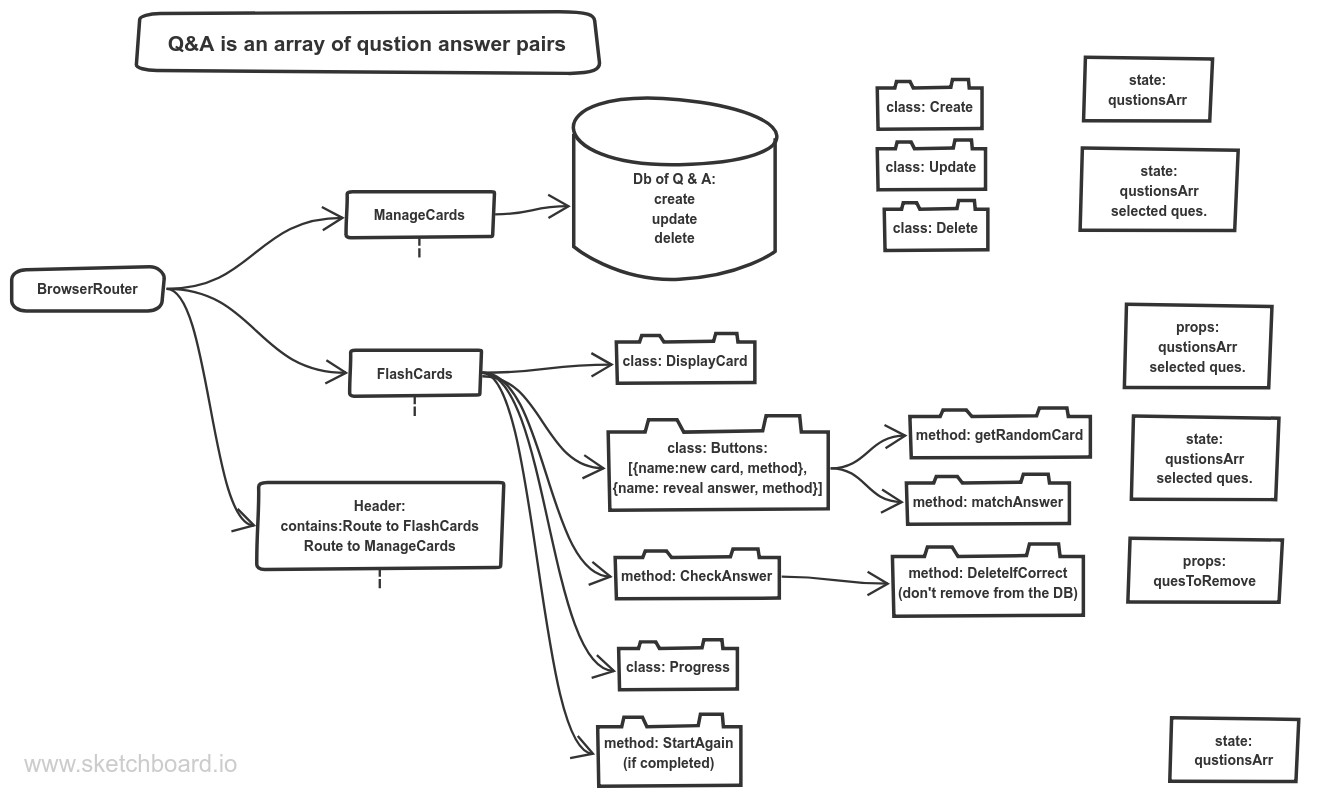 Q&A is an array of qustion answer pairs
class: Create
state:
qustionsArr
class: Update
state:
qustionsArr
selected ques.
class: Delete
Db of Q & A:
create
update
delete
ManageCards
BrowserRouter
FlashCards
Header:
contains:Route to FlashCards
Route to ManageCards
class: DisplayCard
props:
qustionsArr
selected ques.
class: Buttons:
[{name:new card, method},
{name: reveal answer, method}]
method: getRandomCard
method: matchAnswer
state:
qustionsArr
selected ques.
method: CheckAnswer
method: DeleteIfCorrect
(don't remove from the DB)
props:
quesToRemove
class: Progress
method: StartAgain
(if completed)
state:
qustionsArr
www.sketchboard.io